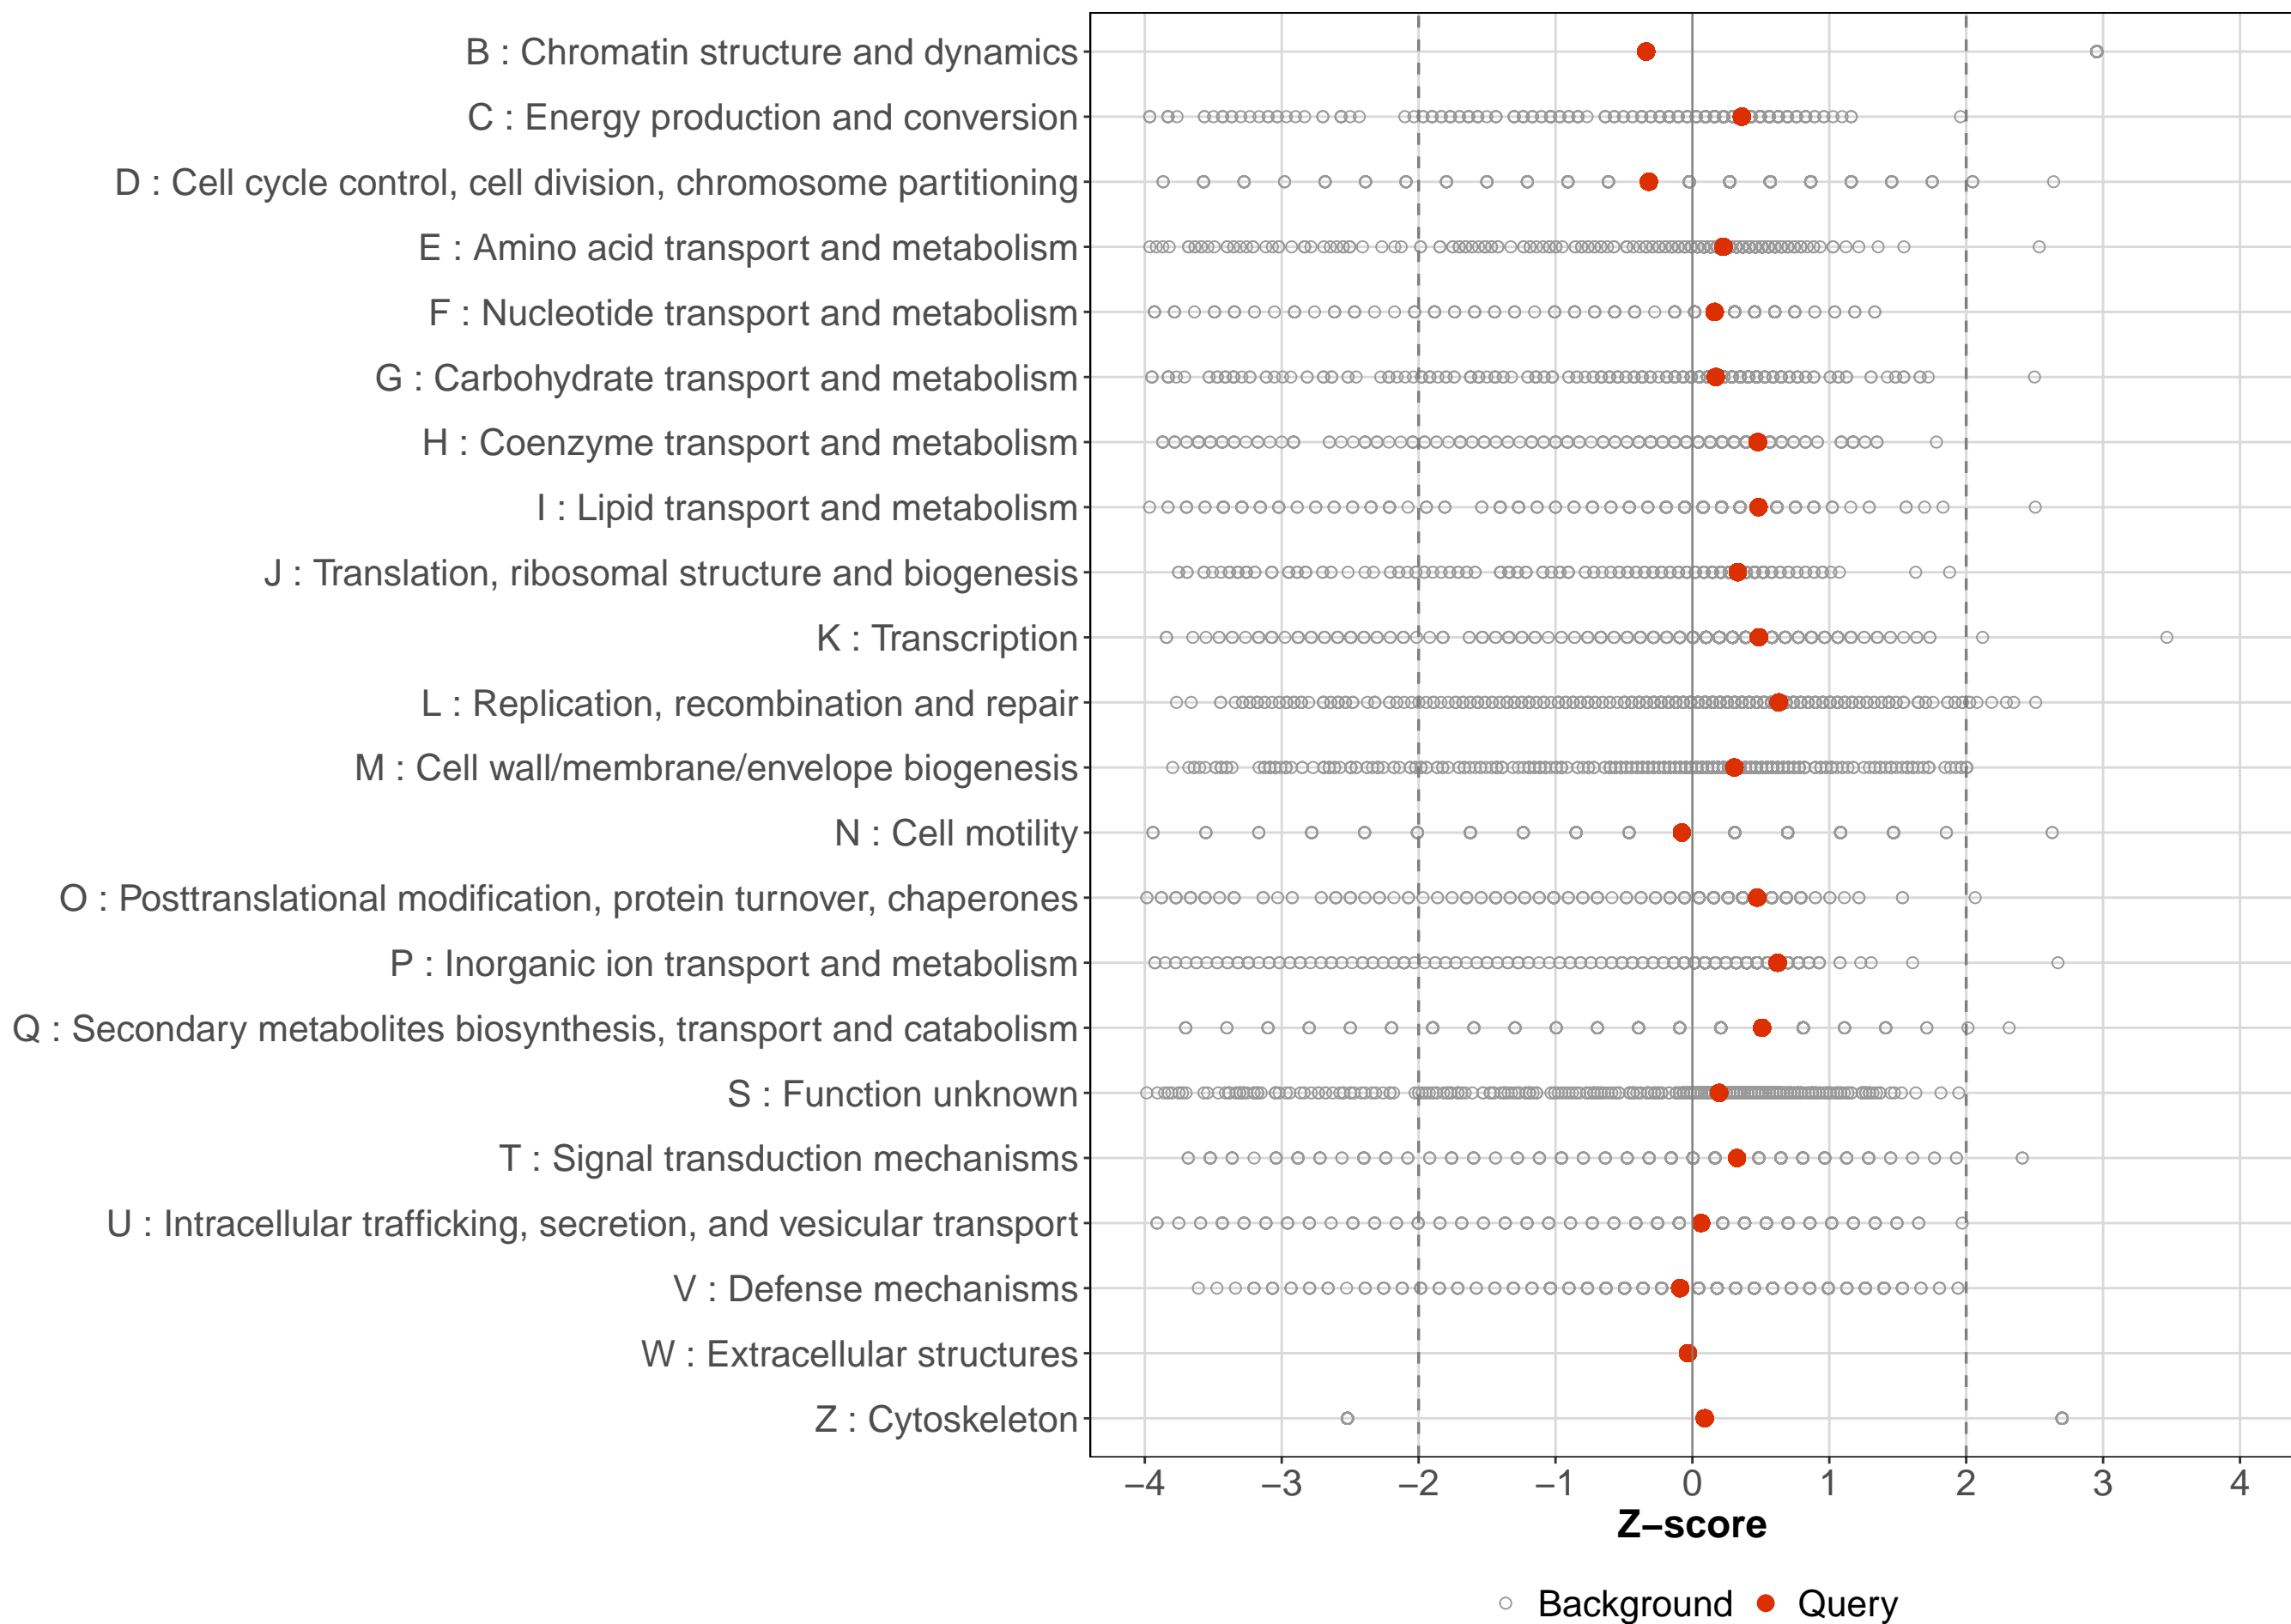 B : Chromatin structure and dynamics
C : Energy production and conversion
D : Cell cycle control, cell division, chromosome partitioning
E : Amino acid transport and metabolism
F : Nucleotide transport and metabolism
G : Carbohydrate transport and metabolism
H : Coenzyme transport and metabolism
I : Lipid transport and metabolism
J : Translation, ribosomal structure and biogenesis
K : Transcription
L : Replication, recombination and repair
M : Cell wall/membrane/envelope biogenesis
N : Cell motility
O : Posttranslational modification, protein turnover, chaperones
P : Inorganic ion transport and metabolism
Q : Secondary metabolites biosynthesis, transport and catabolism
S : Function unknown
T : Signal transduction mechanisms
U : Intracellular trafficking, secretion, and vesicular transport
V : Defense mechanisms
W : Extracellular structures
Z : Cytoskeleton
−4 −3 −2 −1 0 1 2 3 4
Z−score
Background Query